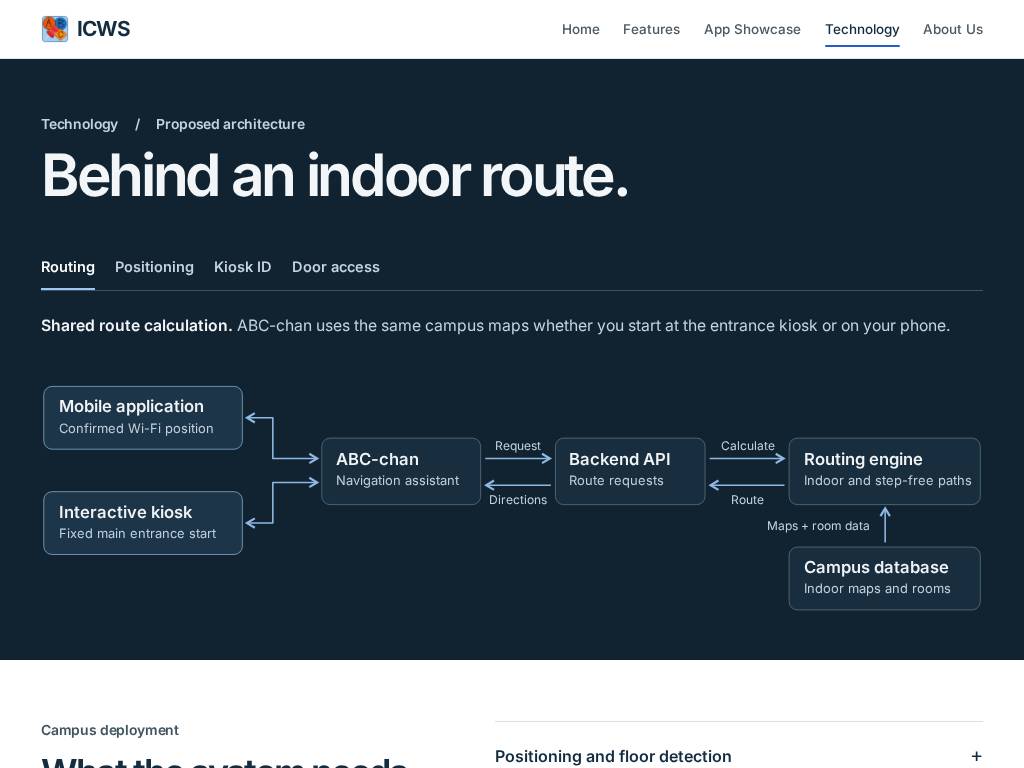 ICWS
Home
Features
App Showcase
Technology
About Us
Technology / Proposed architecture
Behind an indoor route.
Routing
Positioning
Kiosk ID
Door access
Shared route calculation. ABC-chan uses the same campus maps whether you start at the entrance kiosk or on your phone.
Mobile application
Confirmed Wi-Fi position
Interactive kiosk
Fixed main entrance start
ABC-chan
Navigation assistant
Request
Directions
Backend API
Route requests
Calculate
Route
Routing engine
Indoor and step-free paths
Maps + room data
Campus database
Indoor maps and rooms
Campus deployment
What the system needs
Positioning and floor detection
+